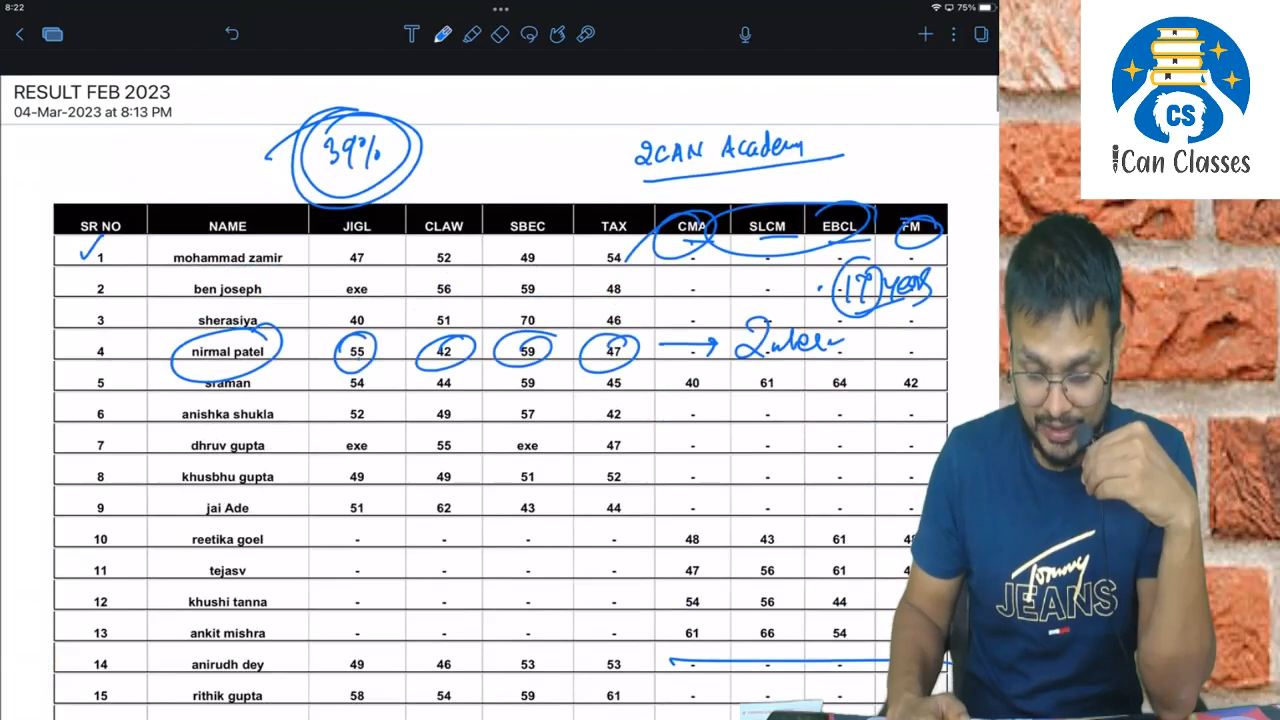 8:22
75%
RESULT FEB 2023
04-Mar-2023 at 8:13 PM
39%
2CAN Academy
SR NO NAME JIGL CLAW SBEC TAX CMA SLCM EBCL FM
1 mohammad zamir 47 52 49 54 - - - -
17 years
2 ben joseph exe 56 59 48 - - - -
3 sherasiya 40 51 70 46 - - - -
4 nirmal patel 55 42 59 47 - - - -
5 sraman 54 44 59 45 40 61 64 42
6 anishka shukla 52 49 57 42 - - - -
7 dhruv gupta exe 55 exe 47 - - - -
8 khusbhu gupta 49 49 51 52 - - - -
9 jai Ade 51 62 43 44 - - - -
10 reetika goel - - - - 48 43 61
11 tejasv - - - - 47 56 61
12 khushi tanna - - - - 54 56 44
13 ankit mishra - - - - 61 66 54
14 anirudh dey 49 46 53 53 - - -
15 rithik gupta 58 54 59 61 - - -
CS
iCan Classes
Tommy
JEANS